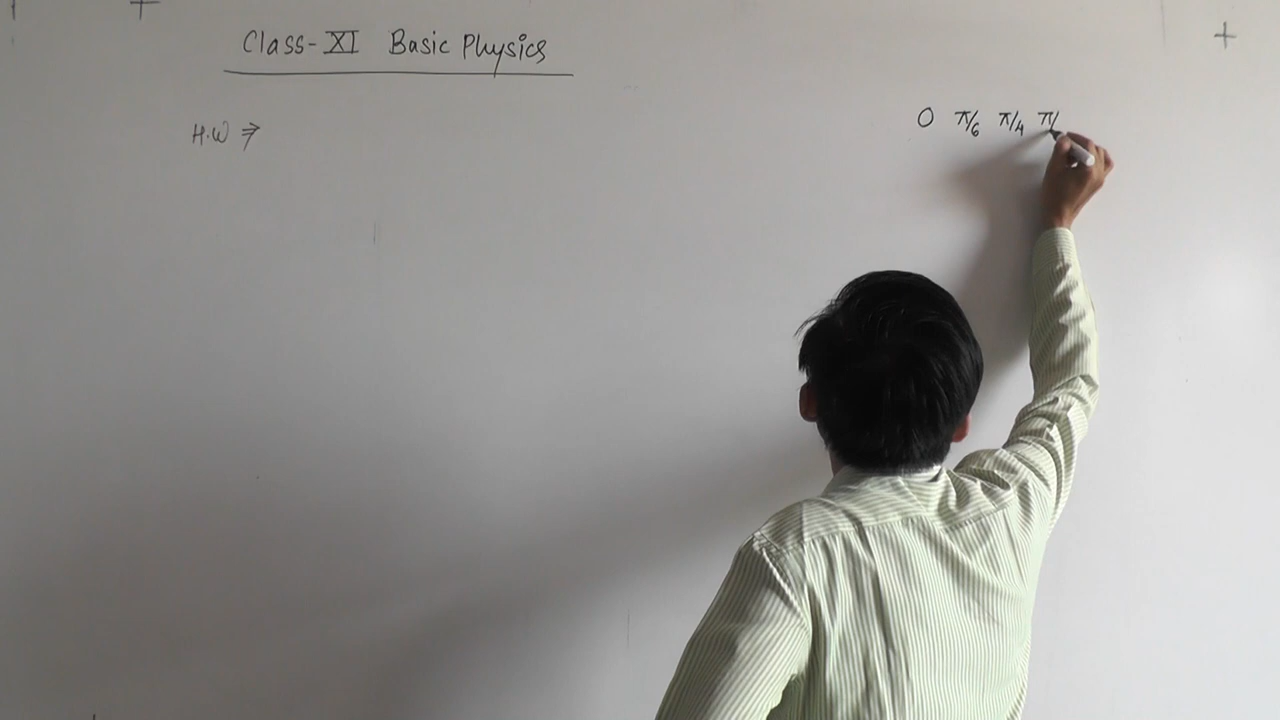 Class-XI Basic Physics
H.W ⇒
0 π/6 π/4 π/